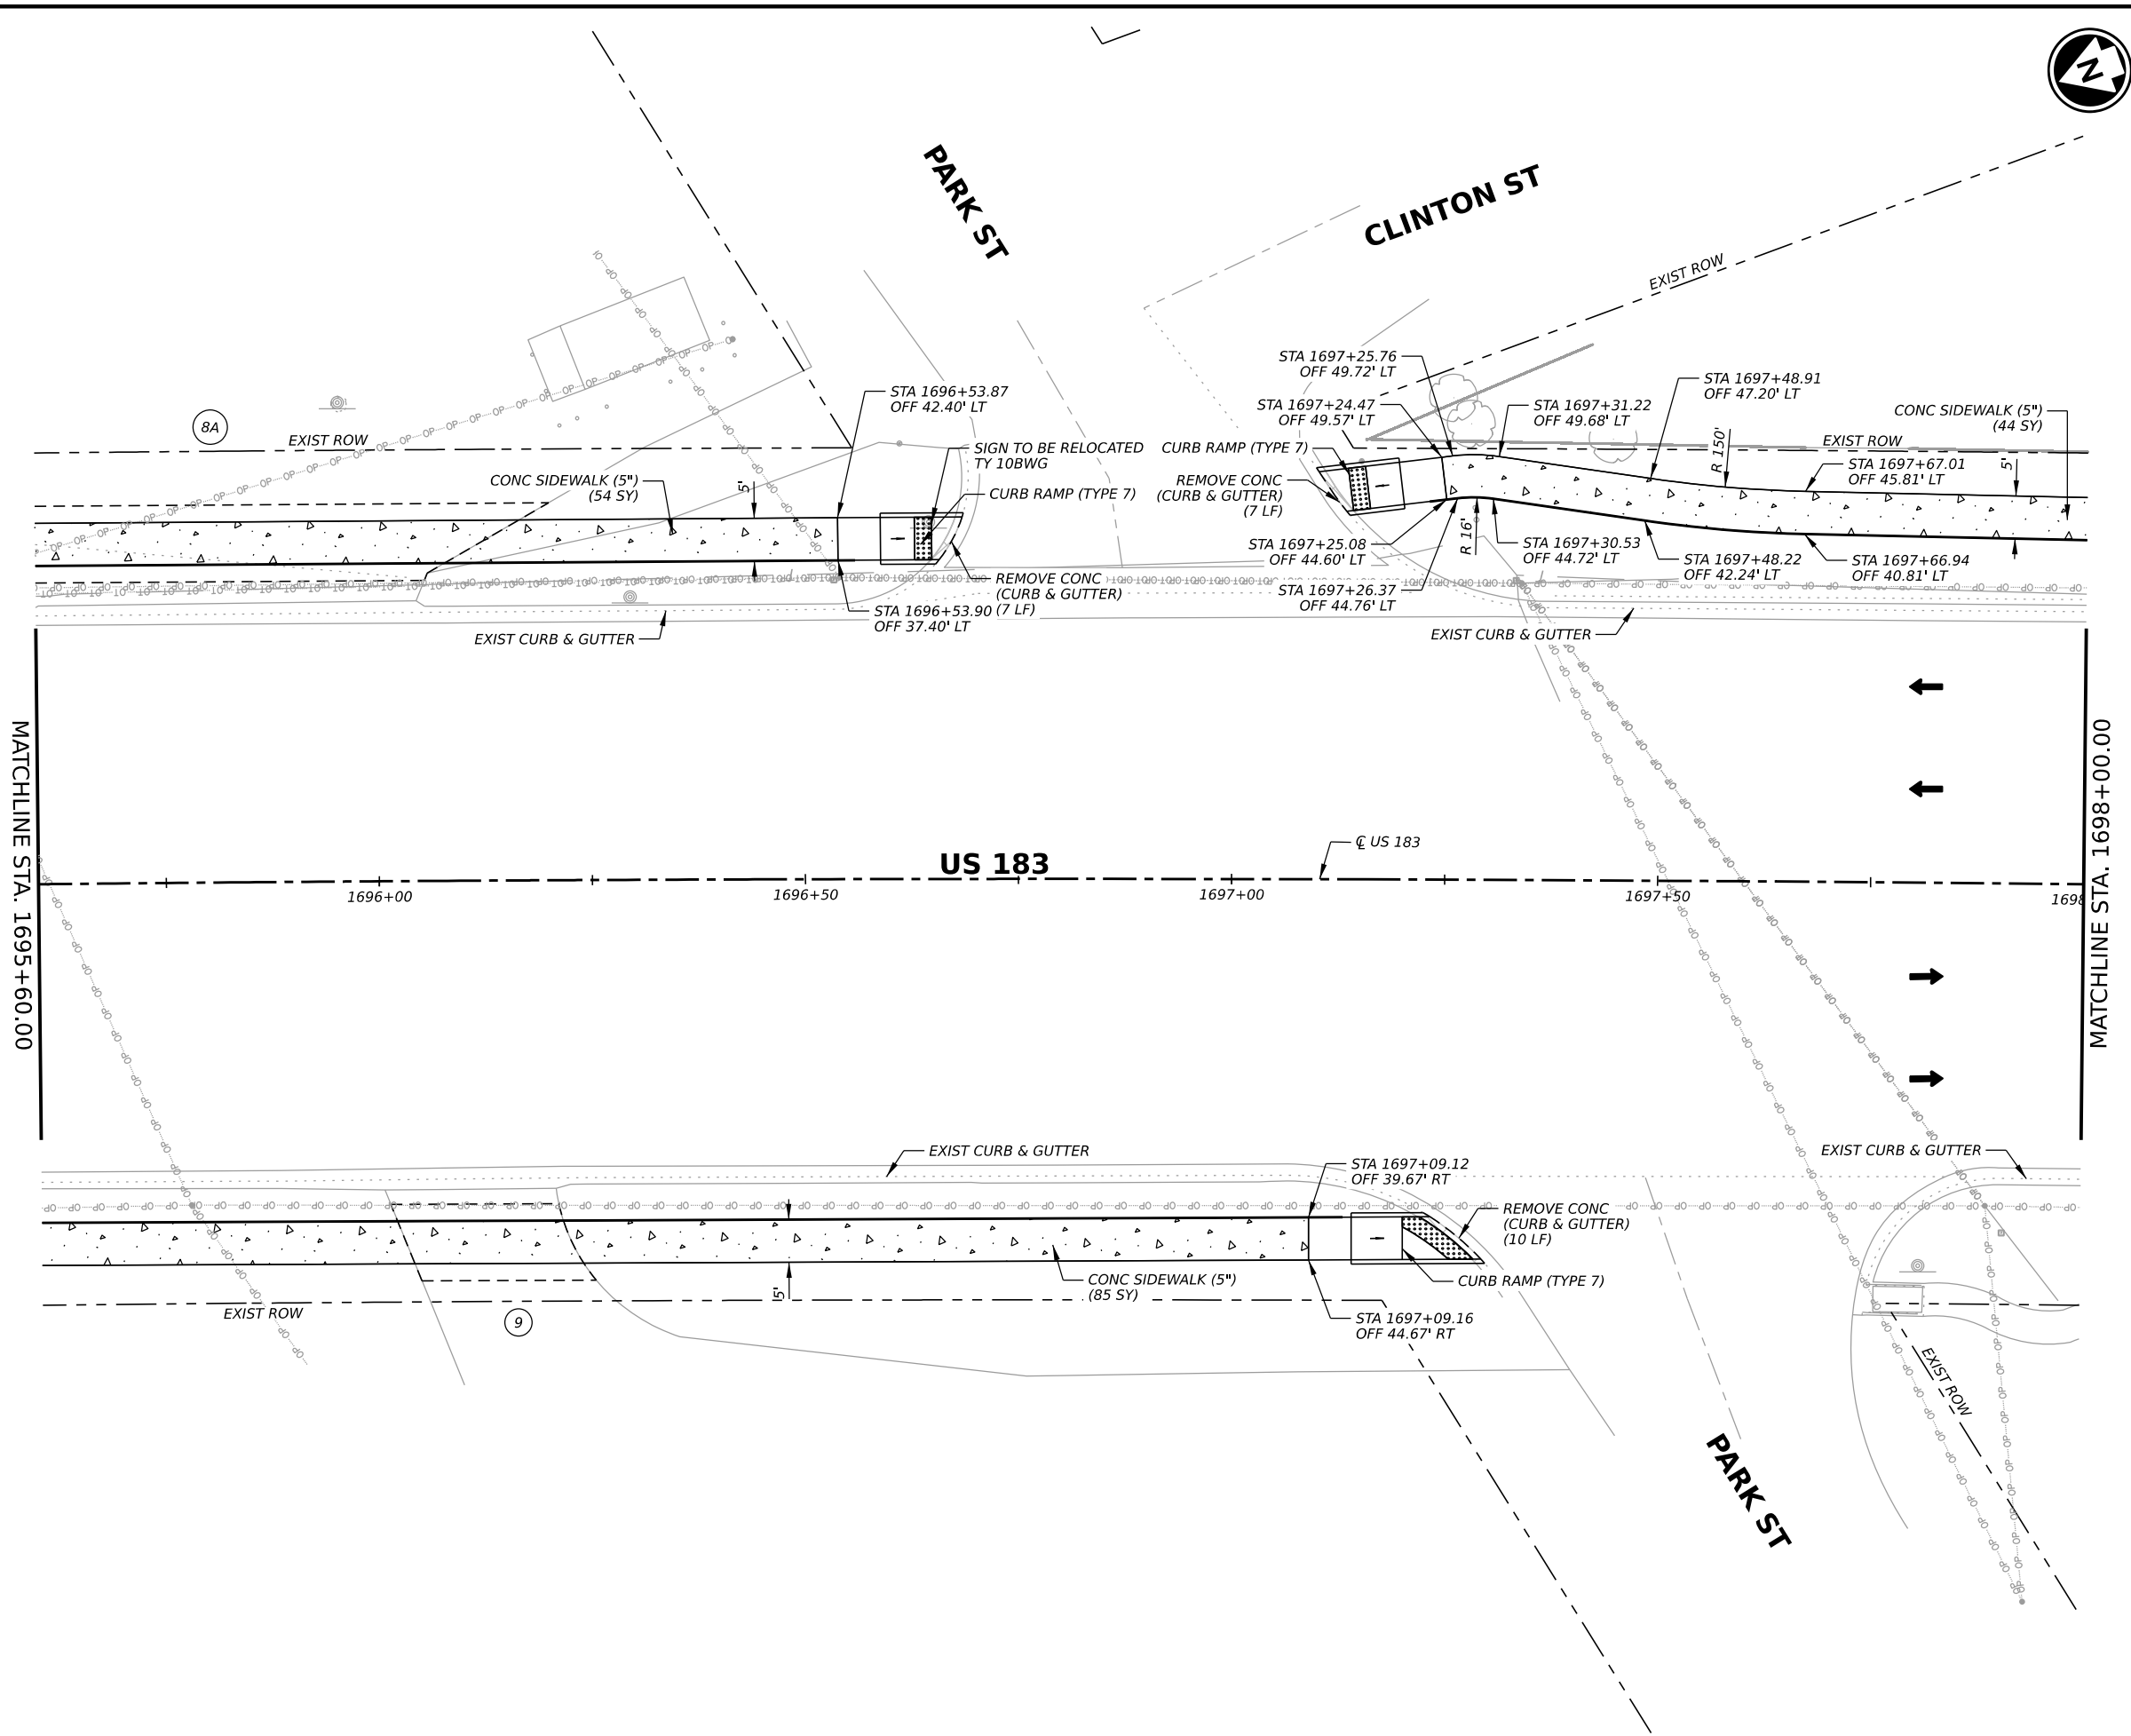 N
PARK ST
CLINTON ST
EXIST ROW
STA 1697+25.76
OFF 49.72' LT
STA 1697+24.47
OFF 49.57' LT
STA 1697+31.22
OFF 49.68' LT
STA 1697+48.91
OFF 47.20' LT
CONC SIDEWALK (5")
(44 SY)
STA 1696+53.87
OFF 42.40' LT
8A
EXIST ROW
SIGN TO BE RELOCATED
TY 10BWG
CURB RAMP (TYPE 7)
CURB RAMP (TYPE 7)
R 150'
EXIST ROW
STA 1697+67.01
OFF 45.81' LT
5'
CONC SIDEWALK (5")
(54 SY)
5'
REMOVE CONC
(CURB & GUTTER)
(7 LF)
R 16'
STA 1697+25.08
OFF 44.60' LT
STA 1697+30.53
OFF 44.72' LT
STA 1697+48.22
OFF 42.24' LT
STA 1697+66.94
OFF 40.81' LT
REMOVE CONC
(CURB & GUTTER)
(7 LF)
STA 1697+26.37
OFF 44.76' LT
STA 1696+53.90
OFF 37.40' LT
EXIST CURB & GUTTER
EXIST CURB & GUTTER
MATCHLINE STA. 1695+60.00
MATCHLINE STA. 1698+00.00
US 183
℄ US 183
1696+00
1696+50
1697+00
1697+50
1698
EXIST CURB & GUTTER
EXIST CURB & GUTTER
STA 1697+09.12
OFF 39.67' RT
REMOVE CONC
(CURB & GUTTER)
(10 LF)
CURB RAMP (TYPE 7)
CONC SIDEWALK (5")
(85 SY)
5'
EXIST ROW
9
STA 1697+09.16
OFF 44.67' RT
EXIST ROW
PARK ST